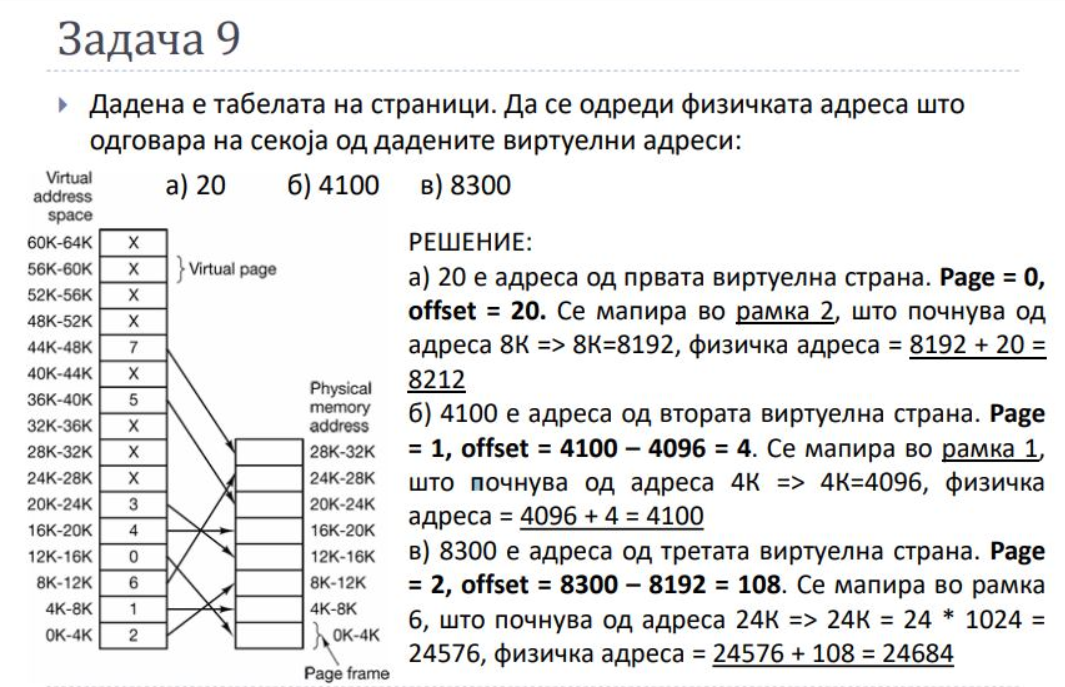 Задача 9
Дадена е табелата на страници. Да се одреди физичката адреса што
одговара на секоја од дадените виртуелни адреси:
а) 20 б) 4100 в) 8300
Virtual
address
space
60K-64K X
56K-60K X
Virtual page
52K-56K X
48K-52K X
44K-48K 7
40K-44K X
36K-40K 5
32K-36K X
28K-32K X
24K-28K X
20K-24K 3
16K-20K 4
12K-16K 0
8K-12K 6
4K-8K 1
0K-4K 2
Physical
memory
address
28K-32K
24K-28K
20K-24K
16K-20K
12K-16K
8K-12K
4K-8K
0K-4K
Page frame
РЕШЕНИЕ:
а) 20 е адреса од првата виртуелна страна. Page = 0,
offset = 20. Се мапира во рамка 2, што почнува од
адреса 8К => 8К=8192, физичка адреса = 8192 + 20 =
8212
б) 4100 е адреса од втората виртуелна страна. Page
= 1, offset = 4100 – 4096 = 4. Се мапира во рамка 1,
што почнува од адреса 4К => 4К=4096, физичка
адреса = 4096 + 4 = 4100
в) 8300 е адреса од третата виртуелна страна. Page
= 2, offset = 8300 – 8192 = 108. Се мапира во рамка
6, што почнува од адреса 24К => 24К = 24 * 1024 =
24576, физичка адреса = 24576 + 108 = 24684